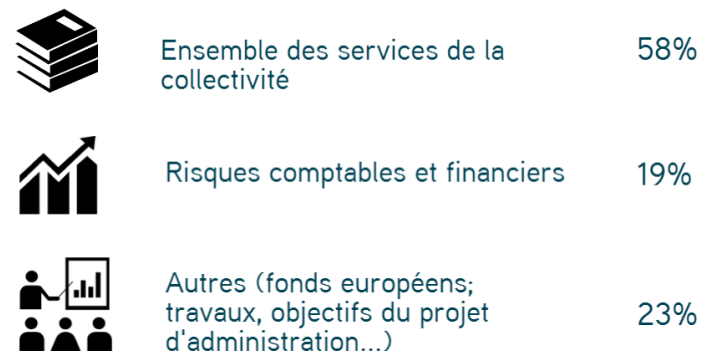 Ensemble des services de la
collectivité
58%
Risques comptables et financiers
19%
Autres (fonds européens;
travaux, objectifs du projet
d'administration...)
23%